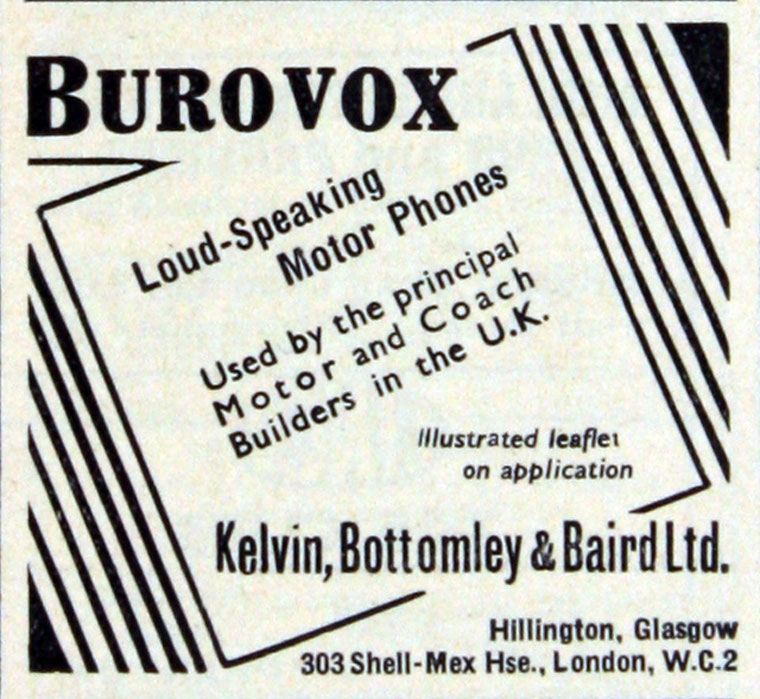 BUROVOX
Loud-Speaking
Motor Phones
Used by the principal
Motor and Coach
Builders in the U.K.
Illustrated leaflet
on application
Kelvin, Bottomley & Baird Ltd.
Hillington, Glasgow
303 Shell-Mex Hse., London, W.C.2